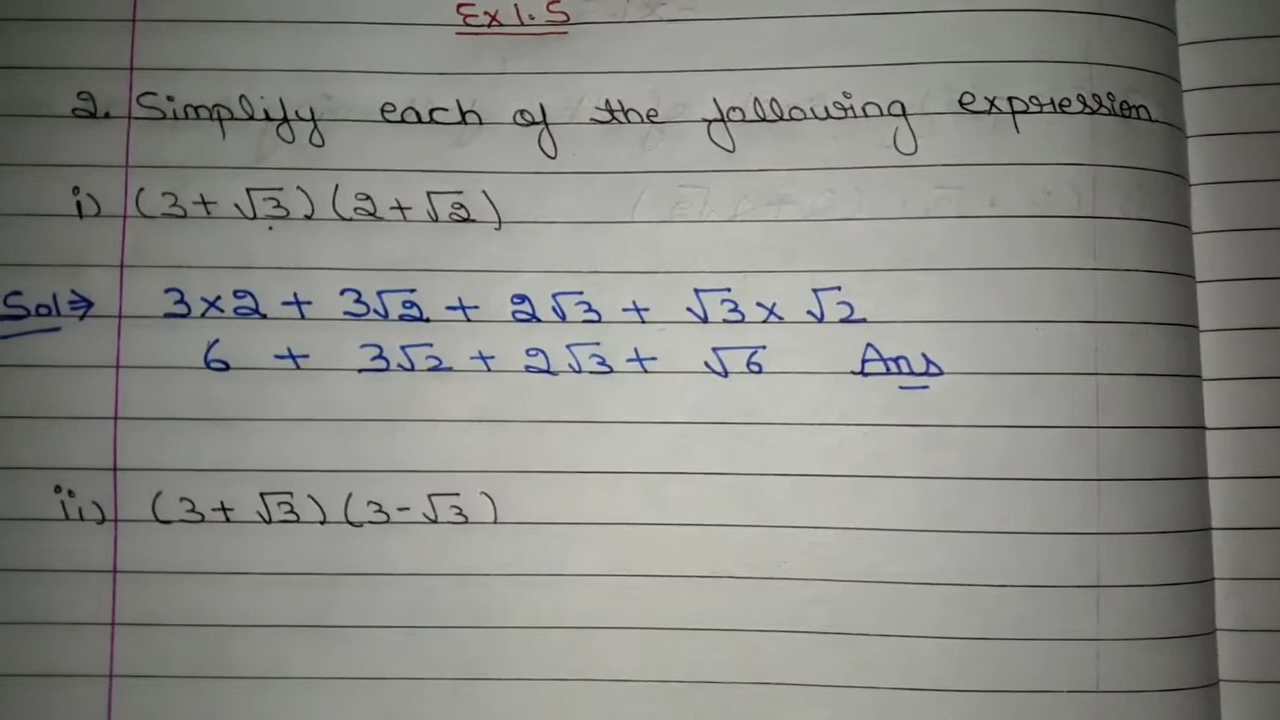 Ex 1.5
2. Simplify each of the following expression
i) (3+√3)(2+√2)
Sol⇒ 3×2 + 3√2 + 2√3 + √3×√2
6 + 3√2 + 2√3 + √6 Ans
ii) (3+√3)(3-√3)